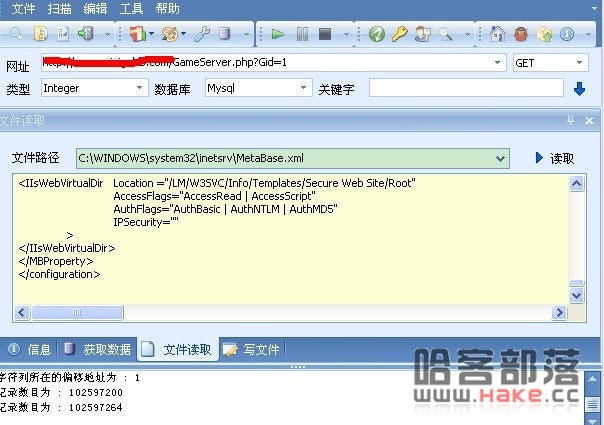 文件 扫描 编辑 工具 帮助
网址 .com/GameServer.php?Gid=1 GET
类型 Integer 数据库 Mysql 关键字
文件读取
文件路径 C:\WINDOWS\system32\inetsrv\MetaBase.xml 读取
<IIsWebVirtualDir Location ="/LM/W3SVC/Info/Templates/Secure Web Site/Root"
AccessFlags="AccessRead | AccessScript"
AuthFlags="AuthBasic | AuthNTLM | AuthMD5"
IPSecurity=""
>
</IIsWebVirtualDir>
</MBProperty>
</configuration>
信息 获取数据 文件读取 写文件
字符列所在的偏移地址为 : 1
记录数目为 : 102597200
记录数目为 : 102597264
哈客部落
www.Hake.cc